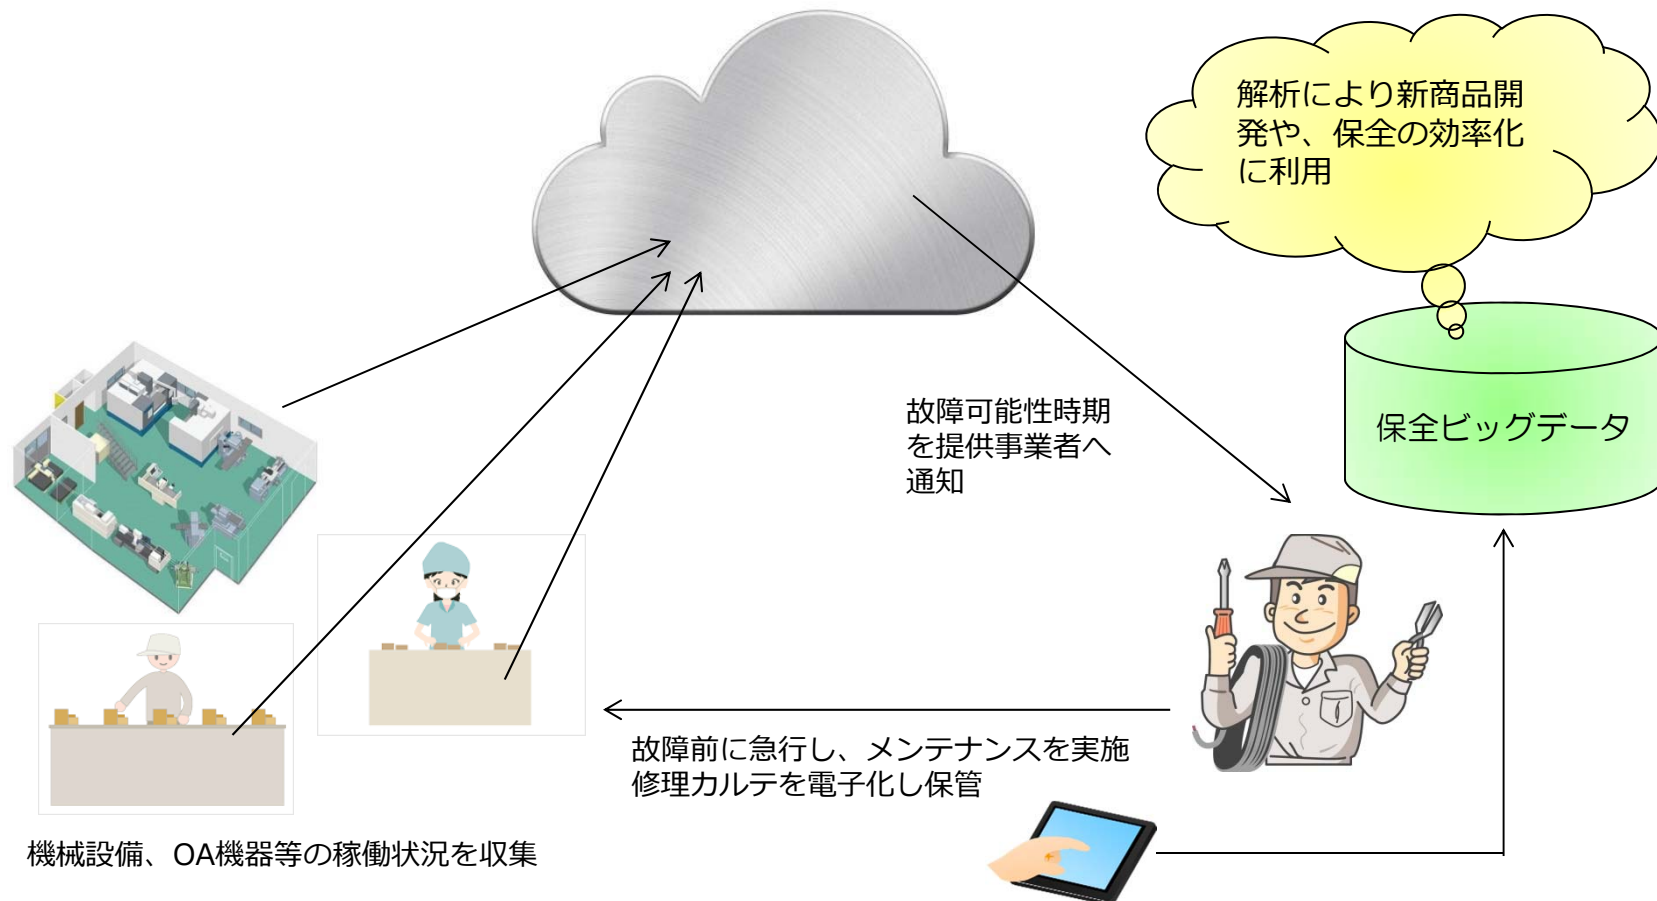 解析により新商品開
発や、保全の効率化
に利用
保全ビッグデータ
故障可能性時期
を提供事業者へ
通知
故障前に急行し、メンテナンスを実施
修理カルテを電子化し保管
機械設備、OA機器等の稼働状況を収集